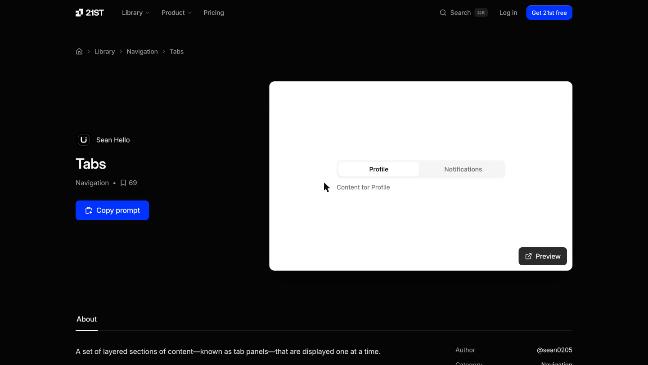 21ST Library Product Pricing Search ⌘K Log in Get 21st free
Library Navigation Tabs
Sean Hello
Tabs
Navigation • 69
Copy prompt
Profile Notifications
Content for Profile
Preview
About
A set of layered sections of content—known as tab panels—that are displayed one at a time.
Author @sean0205
Category Navigation